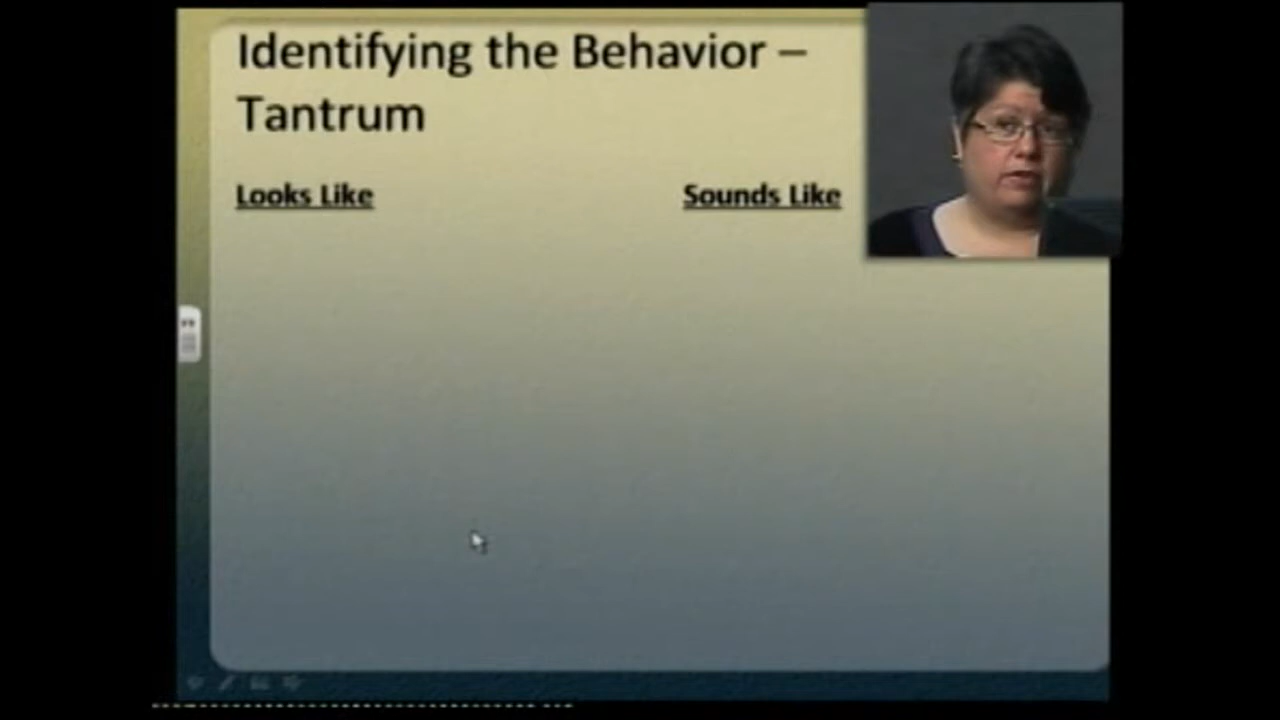 Identifying the Behavior –
Tantrum
Looks Like
Sounds Like